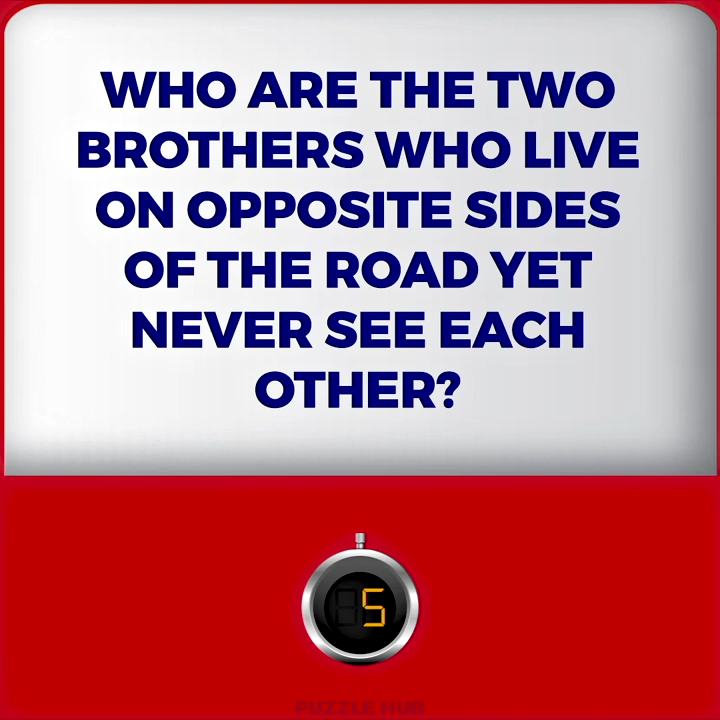 WHO ARE THE TWO
BROTHERS WHO LIVE
ON OPPOSITE SIDES
OF THE ROAD YET
NEVER SEE EACH
OTHER?
5
PUZZLE HUB